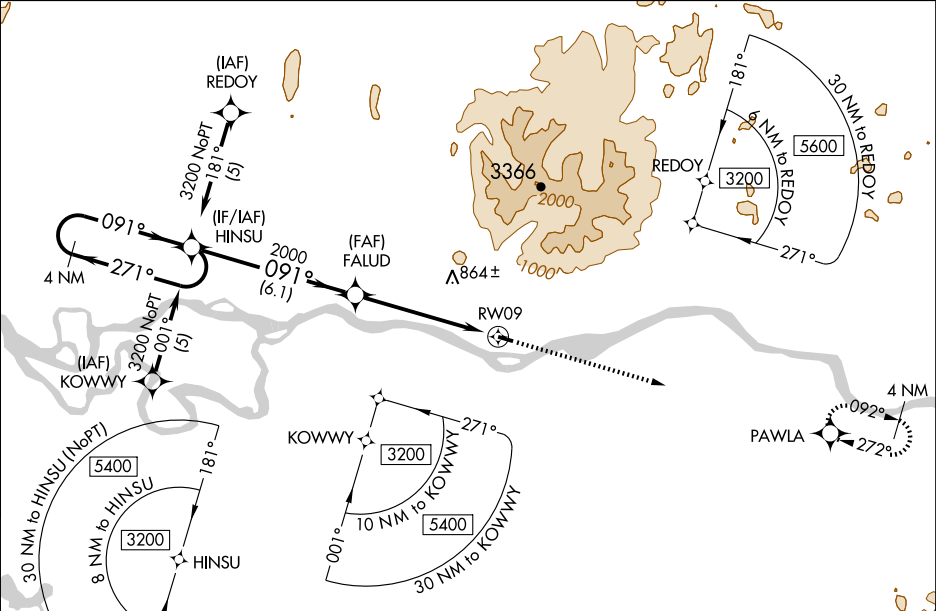 (IAF)
REDOY
3200 NoPT
181°
(5)
(IF/IAF)
HINSU
091°
271°
4 NM
2000
091°
(6.1)
(FAF)
FALUD
3200 NoPT
001°
(5)
(IAF)
KOWWY
RW09
3366
2000
1000
864±
181°
30 NM to REDOY
5600
6 NM to REDOY
REDOY
3200
271°
4 NM
092°
PAWLA
272°
30 NM to HINSU (NoPT)
5400
181°
8 NM to HINSU
3200
HINSU
KOWWY
271°
3200
10 NM to KOWWY
5400
001°
30 NM to KOWWY